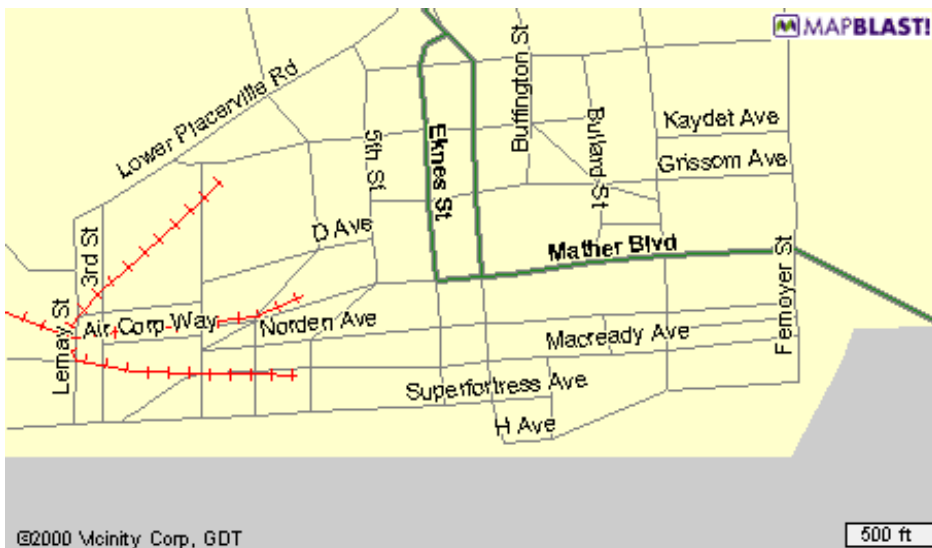 MAPBLAST!
Lower Placerville Rd
5th St
Eknes St
Buffington St
Butland St
Kaydet Ave
Grissom Ave
3rd St
D Ave
Mather Blvd
Femoyer St
Lemay St
Air Corp Way
Norden Ave
Macready Ave
Superfortress Ave
H Ave
©2000 Vicinity Corp, GDT
500 ft